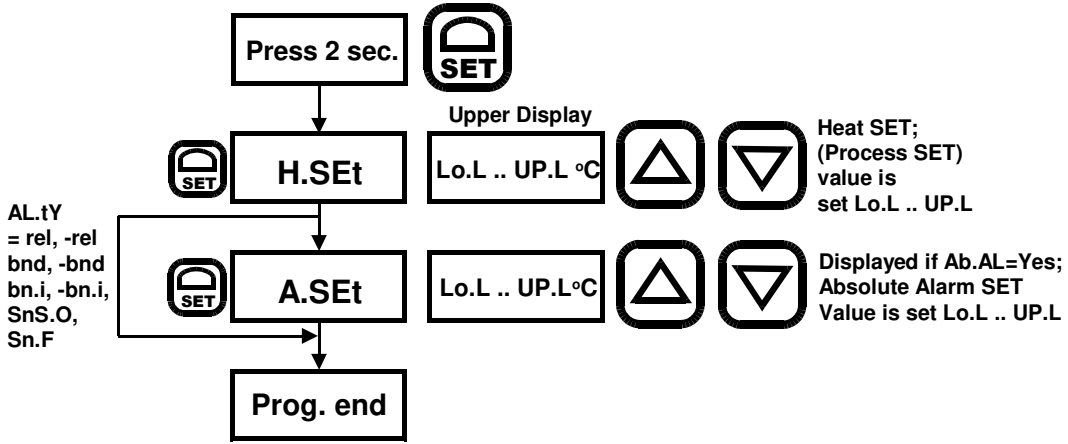 Press 2 sec.
SET
Upper Display
SET
H.SEt
Lo.L .. UP.L ºC
Heat SET;
(Process SET)
value is
set Lo.L .. UP.L
AL.tY
= rel, -rel
bnd, -bnd
bn.i, -bn.i,
SnS.O,
Sn.F
SET
A.SEt
Lo.L .. UP.LºC
Displayed if Ab.AL=Yes;
Absolute Alarm SET
Value is set Lo.L .. UP.L
Prog. end